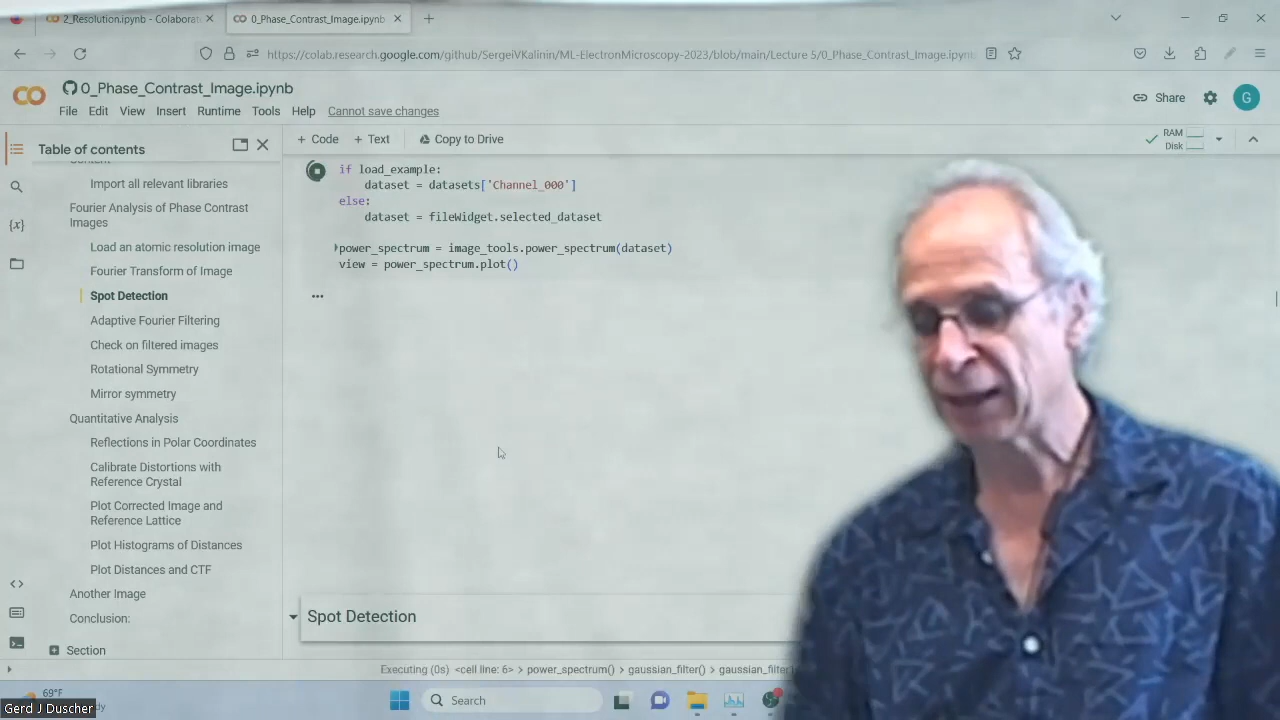 2_Resolution.ipynb - Colaborat
0_Phase_Contrast_Image.ipynb
https://colab.research.google.com/github/SergeiVKalinin/ML-ElectronMicroscopy-2023/blob/main/Lecture 5/0_Phase_Contrast_Image.ipynb
0_Phase_Contrast_Image.ipynb
File Edit View Insert Runtime Tools Help Cannot save changes
Share
G
Table of contents
+ Code + Text Copy to Drive
RAM
Disk
Content
Import all relevant libraries
Fourier Analysis of Phase Contrast
Images
Load an atomic resolution image
Fourier Transform of Image
Spot Detection
Adaptive Fourier Filtering
Check on filtered images
Rotational Symmetry
Mirror symmetry
Quantitative Analysis
Reflections in Polar Coordinates
Calibrate Distortions with
Reference Crystal
Plot Corrected Image and
Reference Lattice
Plot Histograms of Distances
Plot Distances and CTF
Another Image
Conclusion:
Section
if load_example:
dataset = datasets['Channel_000']
else:
dataset = fileWidget.selected_dataset
power_spectrum = image_tools.power_spectrum(dataset)
view = power_spectrum.plot()
Spot Detection
Executing (0s) <cell line: 6> > power_spectrum() > gaussian_filter() > gaussian_filter
69°F
Search
Gerd J Duscher